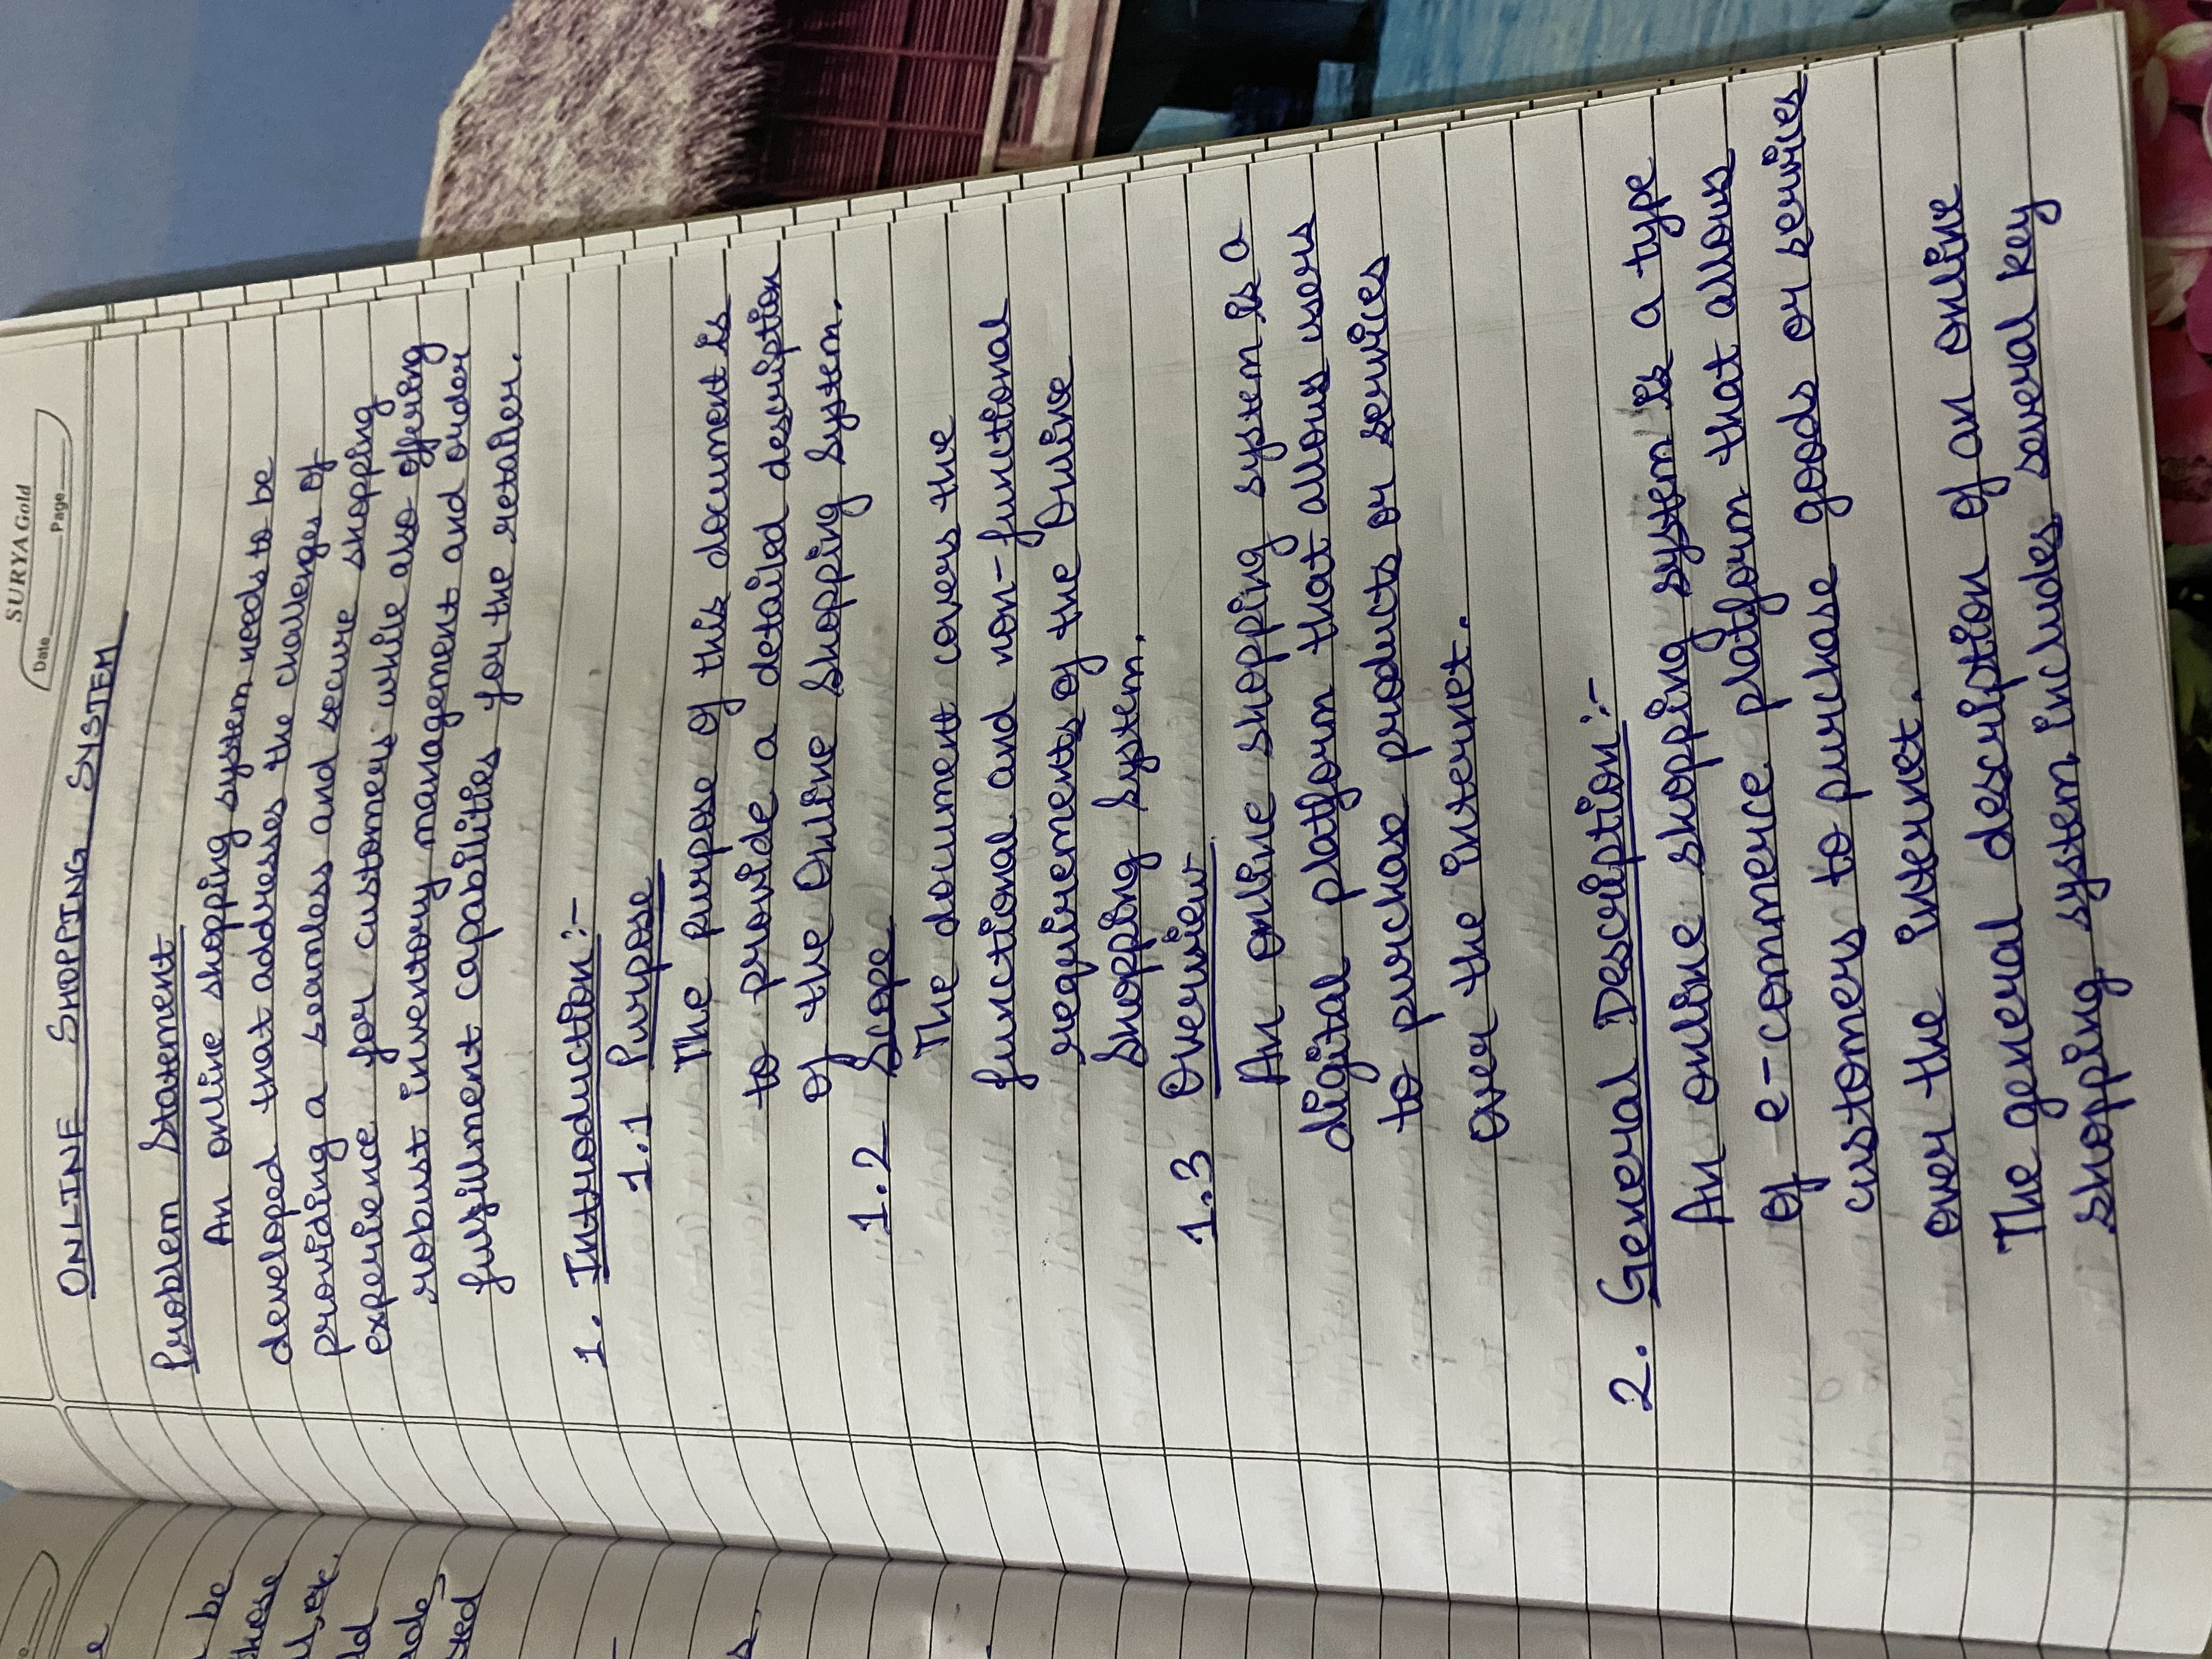 SURYA Gold
Date Page
ONLINE SHOPPING SYSTEM
Problem Statement
An online shopping system needs to be
developed that addresses the challenges of
providing a seamless and secure shopping
experience for customers while also offering
robust inventory management and order
fulfillment capabilities for the retailer.
1. Introduction :-
1.1 Purpose
The purpose of this document is
to provide a detailed description
of the Online Shopping System.
1.2 Scope
The document covers the
functional and non-functional
requirements of the Online
Shopping System.
1.3 Overview
An online shopping system is a
digital platform that allows users
to purchase products or services
over the internet.
2. General Description :-
An online shopping system is a type
of e-commerce platform that allows
customers to purchase goods or services
over the internet.
The general description of an online
shopping system includes several key